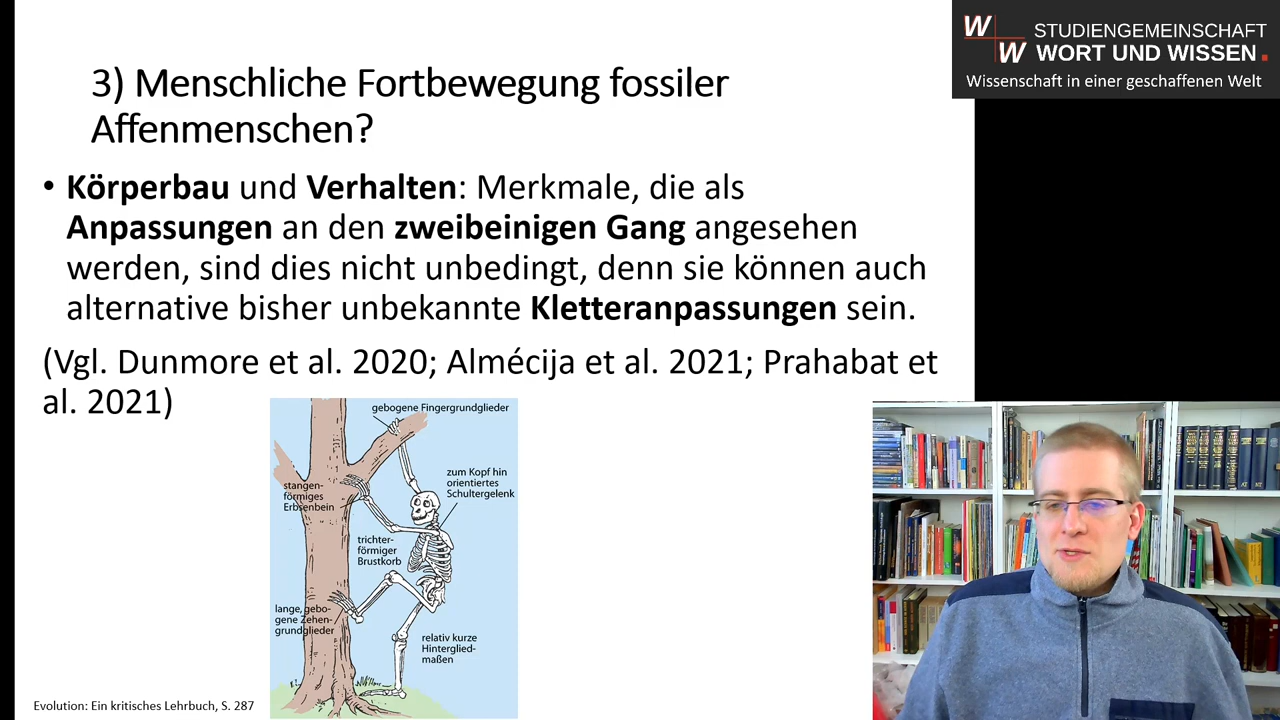 W
W
STUDIENGEMEINSCHAFT
WORT UND WISSEN.
Wissenschaft in einer geschaffenen Welt
3) Menschliche Fortbewegung fossiler
Affenmenschen?
• Körperbau und Verhalten: Merkmale, die als
Anpassungen an den zweibeinigen Gang angesehen
werden, sind dies nicht unbedingt, denn sie können auch
alternative bisher unbekannte Kletteranpassungen sein.
(Vgl. Dunmore et al. 2020; Almécija et al. 2021; Prahabat et
al. 2021)
gebogene Fingergrundglieder
zum Kopf hin
orientiertes
Schultergelenk
stangen-
förmiges
Erbsenbein
trichter-
förmiger
Brustkorb
lange, gebo-
gene Zehen-
grundglieder
relativ kurze
Hintergliedz-
maßen
Evolution: Ein kritisches Lehrbuch, S. 287